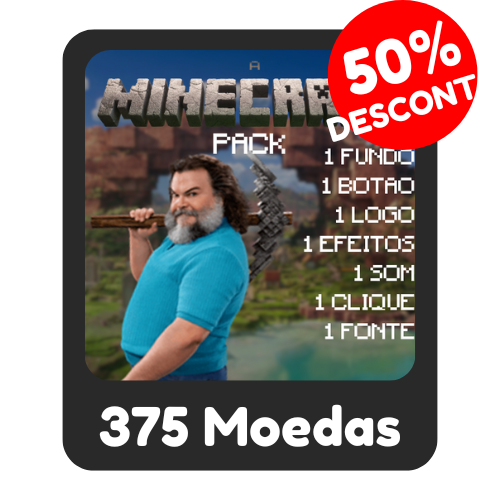 50%
DESCONT
A
MINECRA
PACK
1 FUNDO
1 BOTAO
1 LOGO
1 EFEITOS
1 SOM
1 CLIQUE
1 FONTE
375 Moedas